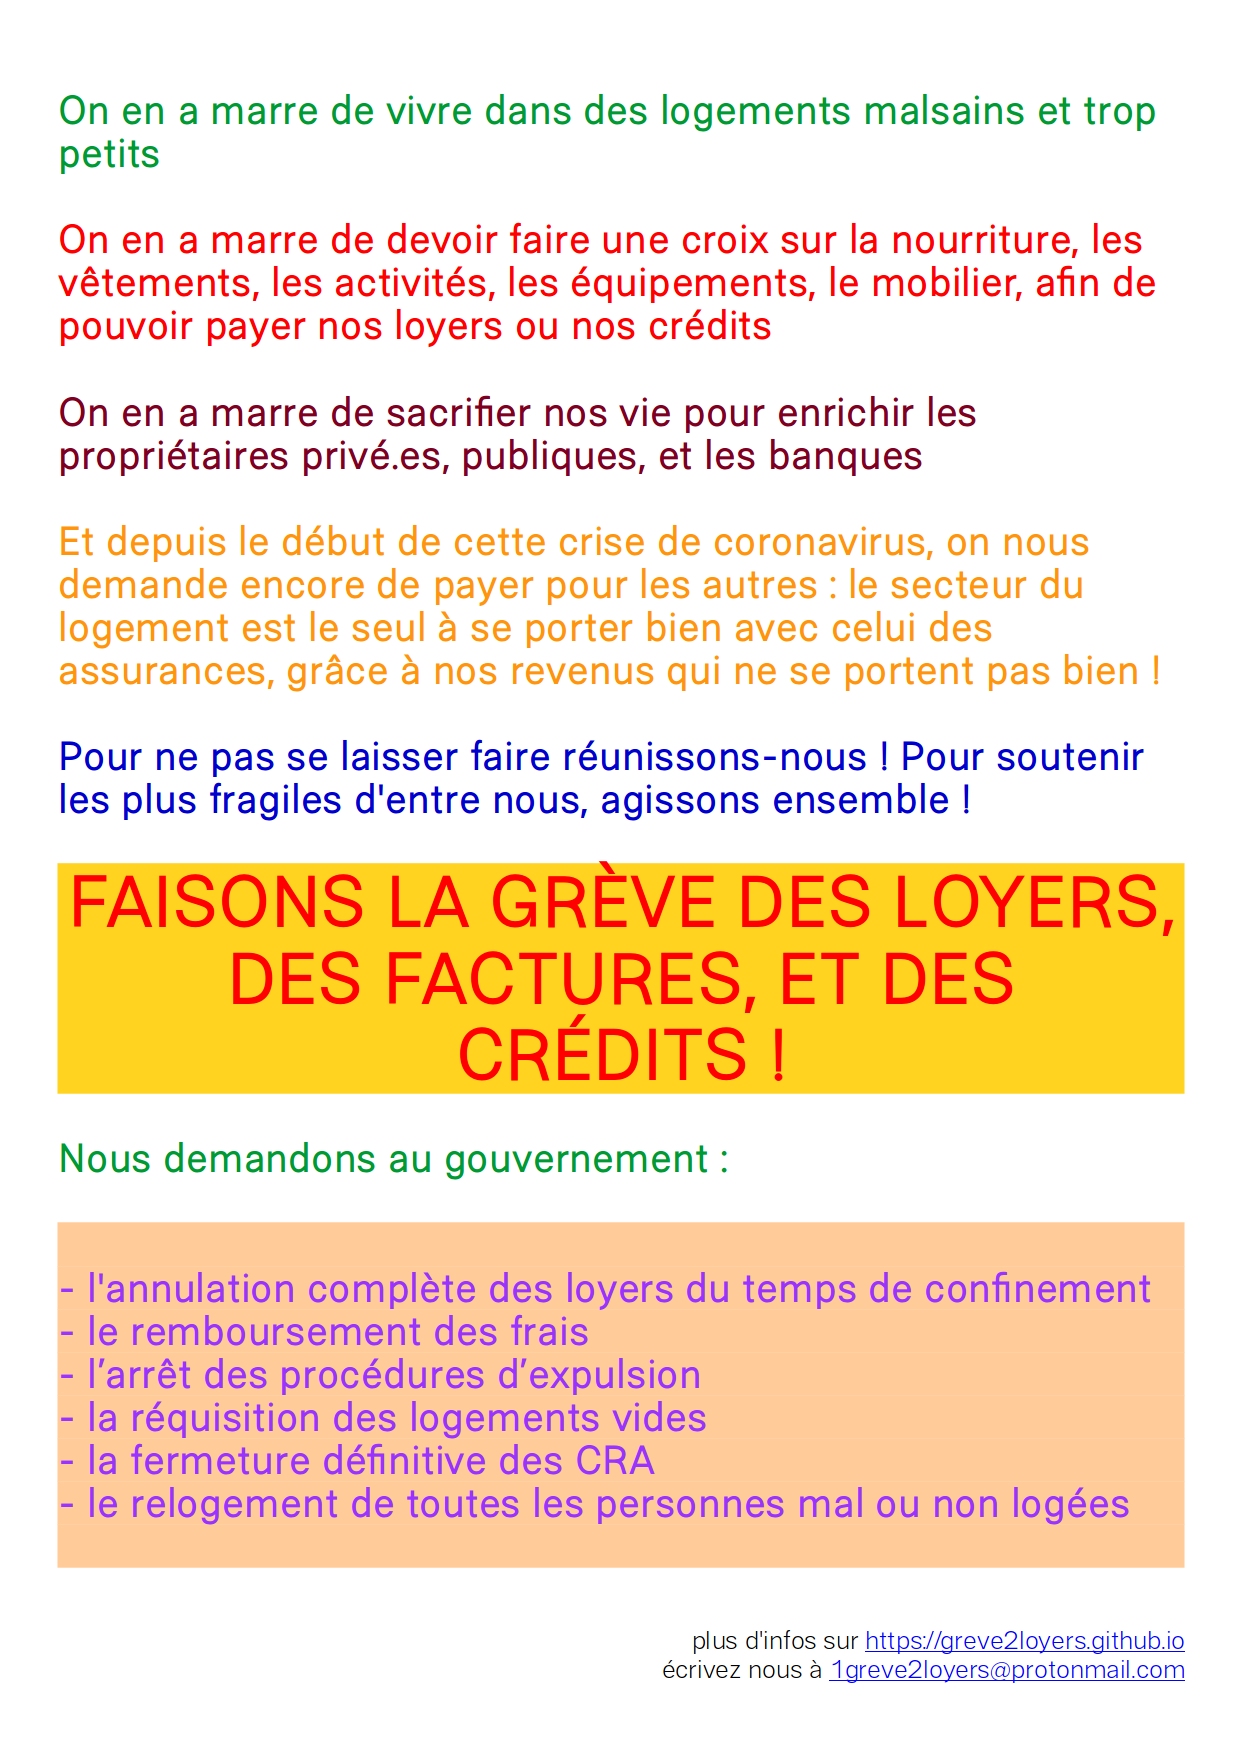 On en a marre de vivre dans des logements malsains et trop
petits
On en a marre de devoir faire une croix sur la nourriture, les
vêtements, les activités, les équipements, le mobilier, afin de
pouvoir payer nos loyers ou nos crédits
On en a marre de sacrifier nos vie pour enrichir les
propriétaires privé.es, publiques, et les banques
Et depuis le début de cette crise de coronavirus, on nous
demande encore de payer pour les autres : le secteur du
logement est le seul à se porter bien avec celui des
assurances, grâce à nos revenus qui ne se portent pas bien !
Pour ne pas se laisser faire réunissons-nous ! Pour soutenir
les plus fragiles d'entre nous, agissons ensemble !
FAISONS LA GRÈVE DES LOYERS,
DES FACTURES, ET DES
CRÉDITS !
Nous demandons au gouvernement :
- l'annulation complète des loyers du temps de confinement
- le remboursement des frais
- l’arrêt des procédures d’expulsion
- la réquisition des logements vides
- la fermeture définitive des CRA
- le relogement de toutes les personnes mal ou non logées
plus d'infos sur https://greve2loyers.github.io
écrivez nous à 1greve2loyers@protonmail.com